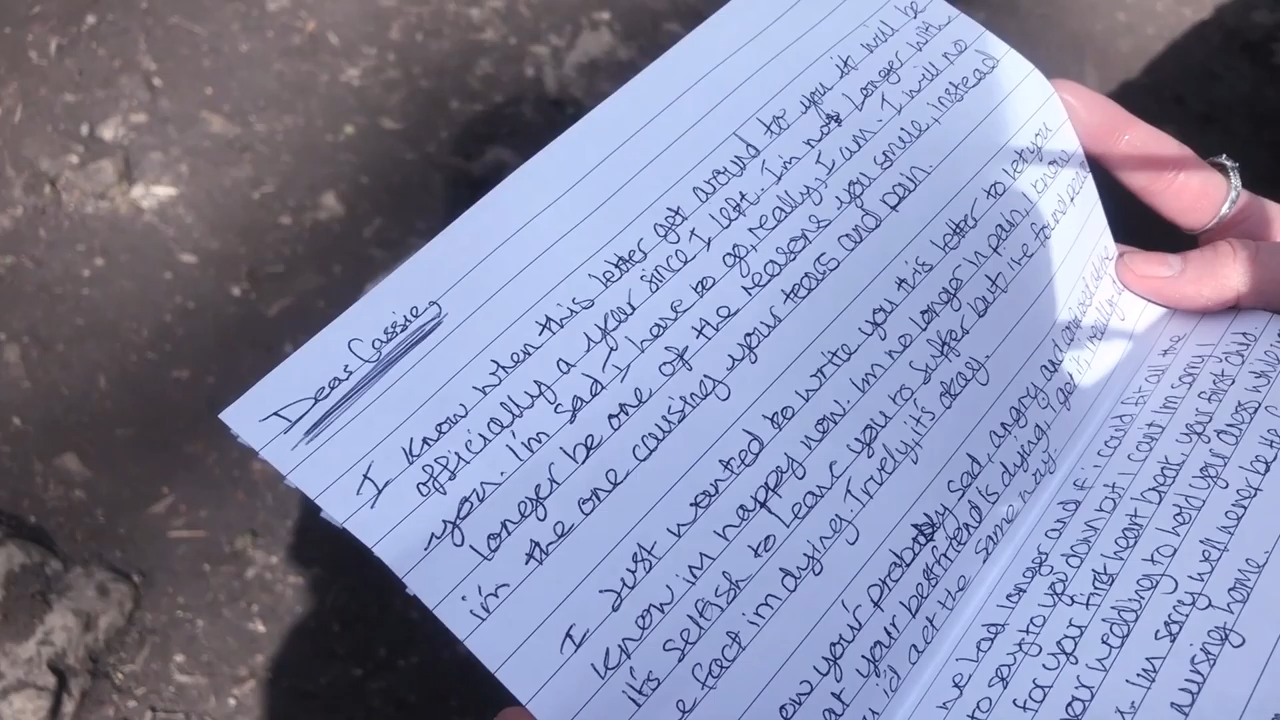 Dear Cassie,
I know when this letter get around to you it will be
officially a year since I left. I'm not longer with
you. I'm sad I have to go, really, I am. I will no
longer be one of the reasons you smile, instead
i'm the one causing your tears and pain.
I Just wanted to write you this letter to let you
know im happy now. Im no longer in pain, I know
it's selfish to leave you to suffer but i've found peace
fact im dying. Truely, it's okay.
your probably sad, angry and
at your bestfriend is dying, I get it, really I
i'd act the same way.
we had longer and if i could fit all the
to say to you down but I can't. Im sorry I
for your first heart break, your first child.
your wedding to hold your dress while
I'm sorry we'll never be the
nursing home.